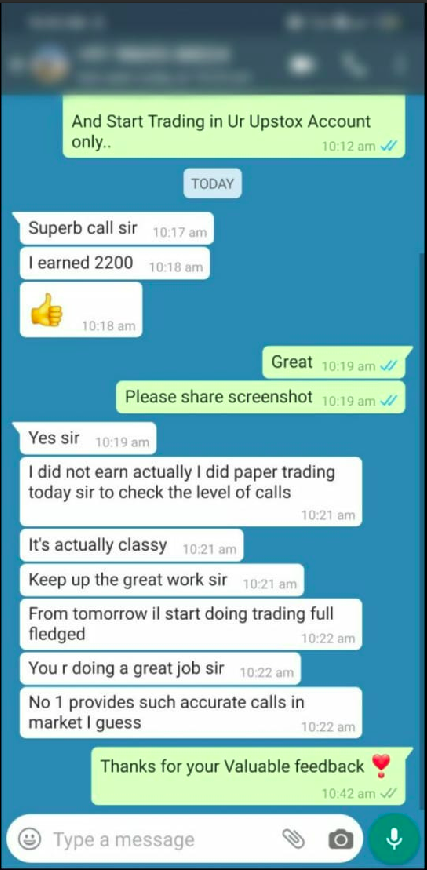 And Start Trading in Ur Upstox Account
only..
10:12 am
TODAY
Superb call sir 10:17 am
I earned 2200 10:18 am
10:18 am
Great 10:19 am
Please share screenshot 10:19 am
Yes sir 10:19 am
I did not earn actually I did paper trading
today sir to check the level of calls
10:21 am
It's actually classy 10:21 am
Keep up the great work sir 10:21 am
From tomorrow il start doing trading full
fledged
10:22 am
You r doing a great job sir 10:22 am
No 1 provides such accurate calls in
market I guess
10:22 am
Thanks for your Valuable feedback ❣️
10:42 am
Type a message